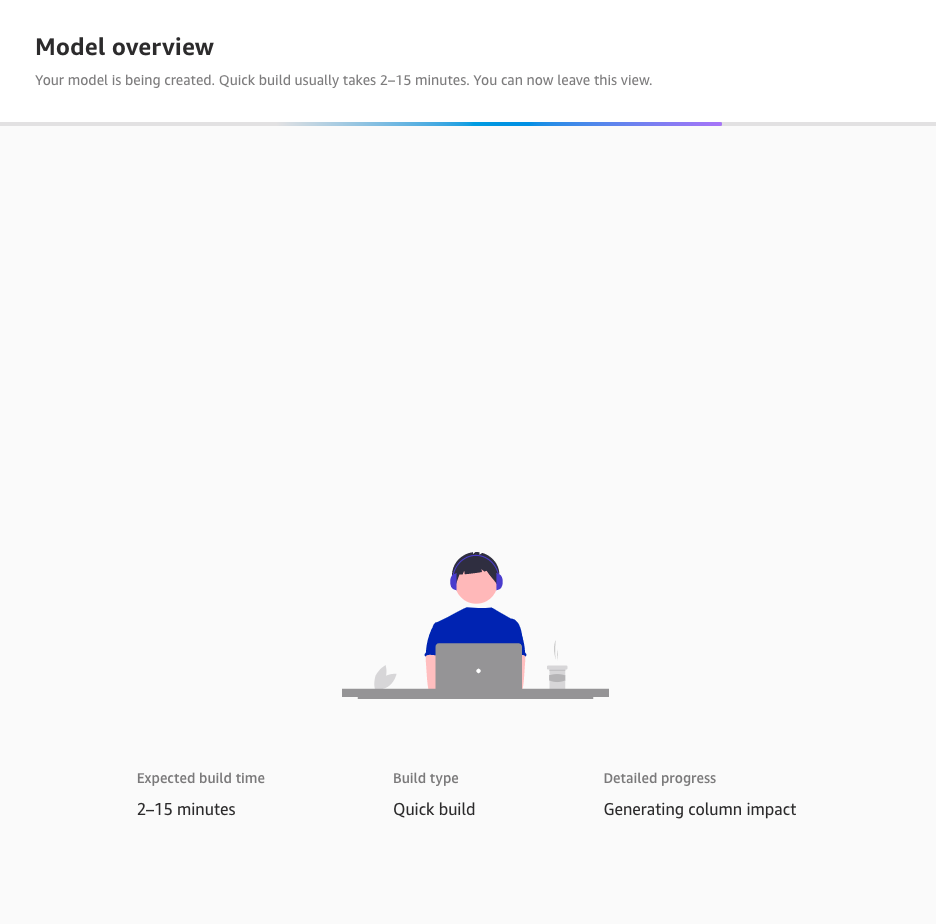 Model overview
Your model is being created. Quick build usually takes 2–15 minutes. You can now leave this view.
Expected build time
2–15 minutes
Build type
Quick build
Detailed progress
Generating column impact